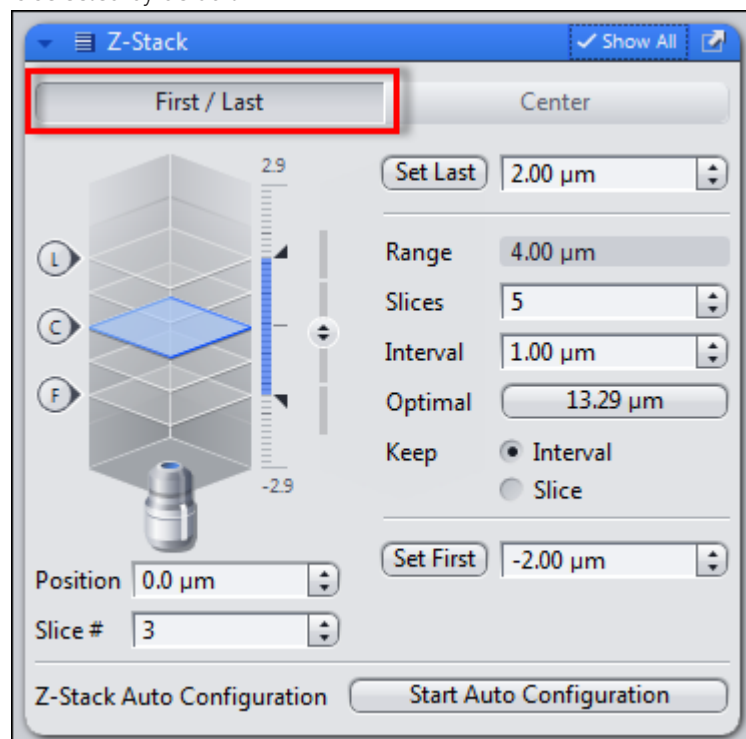 Z-Stack
Show All
First / Last
Center
2.9
Set Last
2.00 µm
L
Range
4.00 µm
Slices
5
C
Interval
1.00 µm
F
Optimal
13.29 µm
Keep
Interval
-2.9
Slice
Set First
-2.00 µm
Position
0.0 µm
Slice #
3
Z-Stack Auto Configuration
Start Auto Configuration